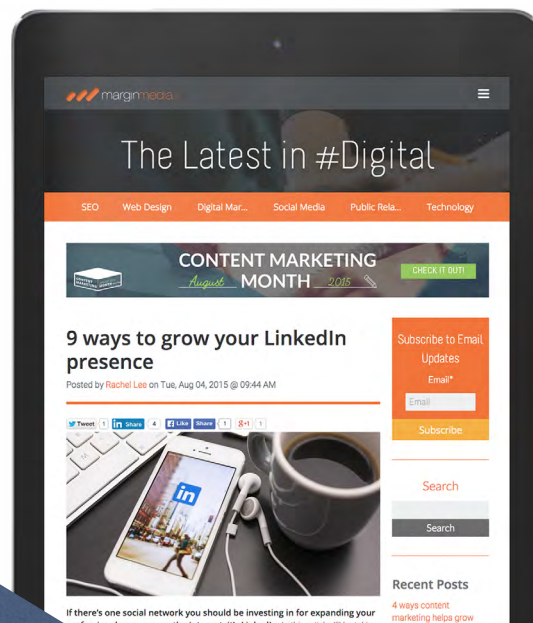 marginmedia
The Latest in #Digital
SEO Web Design Digital Mar... Social Media Public Rela... Technology
CONTENT MARKETING
August MONTH 2015
CHECK IT OUT!
9 ways to grow your LinkedIn
presence
Posted by Rachel Lee on Tue, Aug 04, 2015 @ 09:44 AM
Tweet 1 in Share 4 Like Share 1 g+1 1
in
If there's one social network you should be investing in for expanding your
Subscribe to Email
Updates
Email*
Email
Subscribe
Search
Search
Recent Posts
4 ways content
marketing helps grow